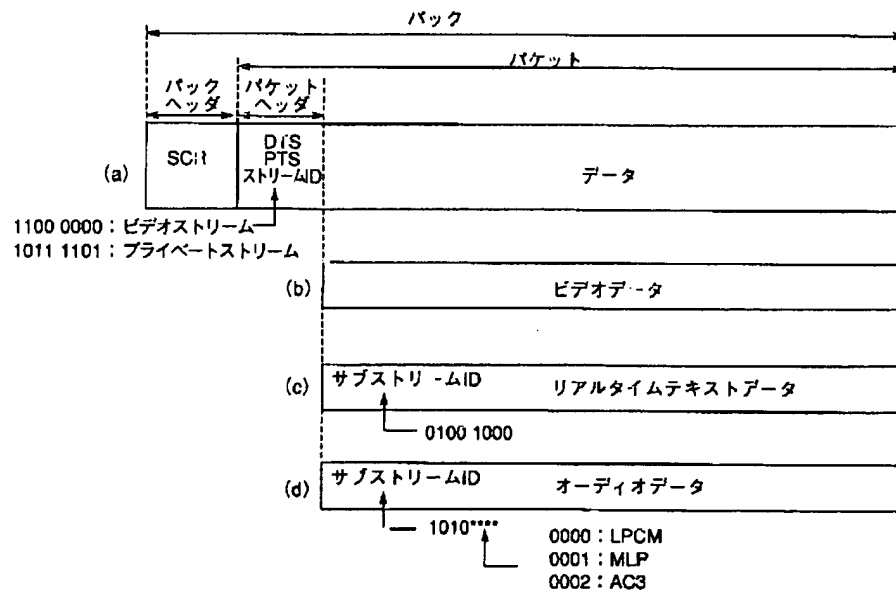 パック
パケット
パック
ヘッダ
パケット
ヘッダ
(a)
SCR
DTS
PTS
ストリームID
データ
1100 0000：ビデオストリーム
1011 1101：プライベートストリーム
(b)
ビデオデータ
(c)
サブストリームID
リアルタイムテキストデータ
0100 1000
(d)
サブストリームID
オーディオデータ
1010****
0000：LPCM
0001：MLP
0002：AC3